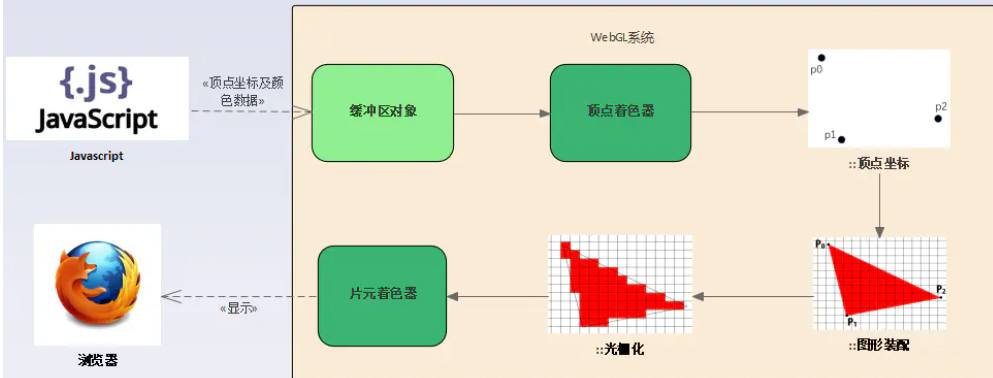 WebGL系统
{.js}
JavaScript
Javascript
«顶点坐标及颜
色数据»
缓冲区对象
顶点着色器
p0
p1
p2
::顶点坐标
浏览器
«显示»
片元着色器
::光栅化
P₀
P₁
P₂
::图形装配